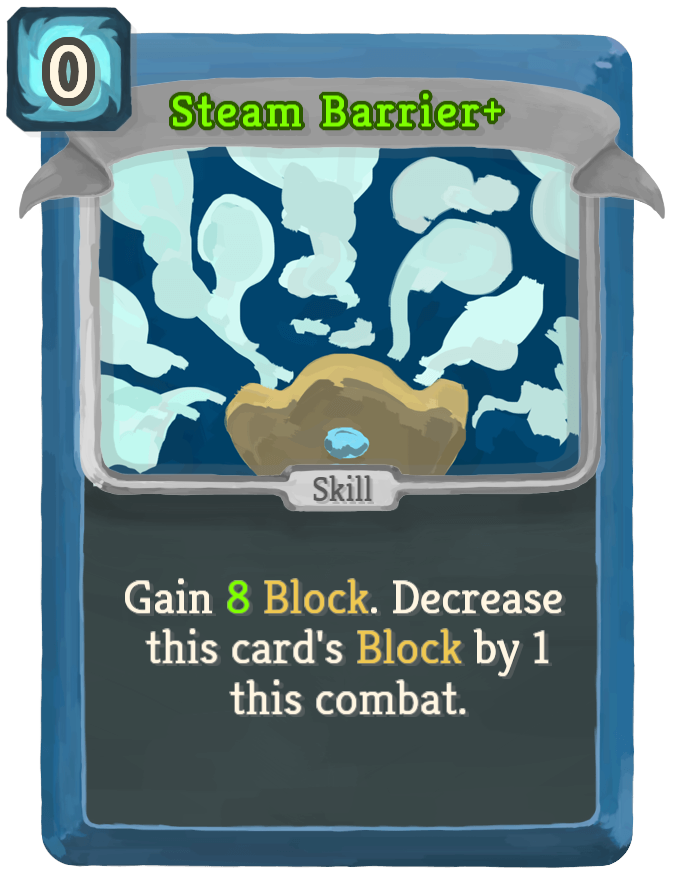 0
Steam Barrier+
Skill
Gain 8 Block. Decrease
this card's Block by 1
this combat.